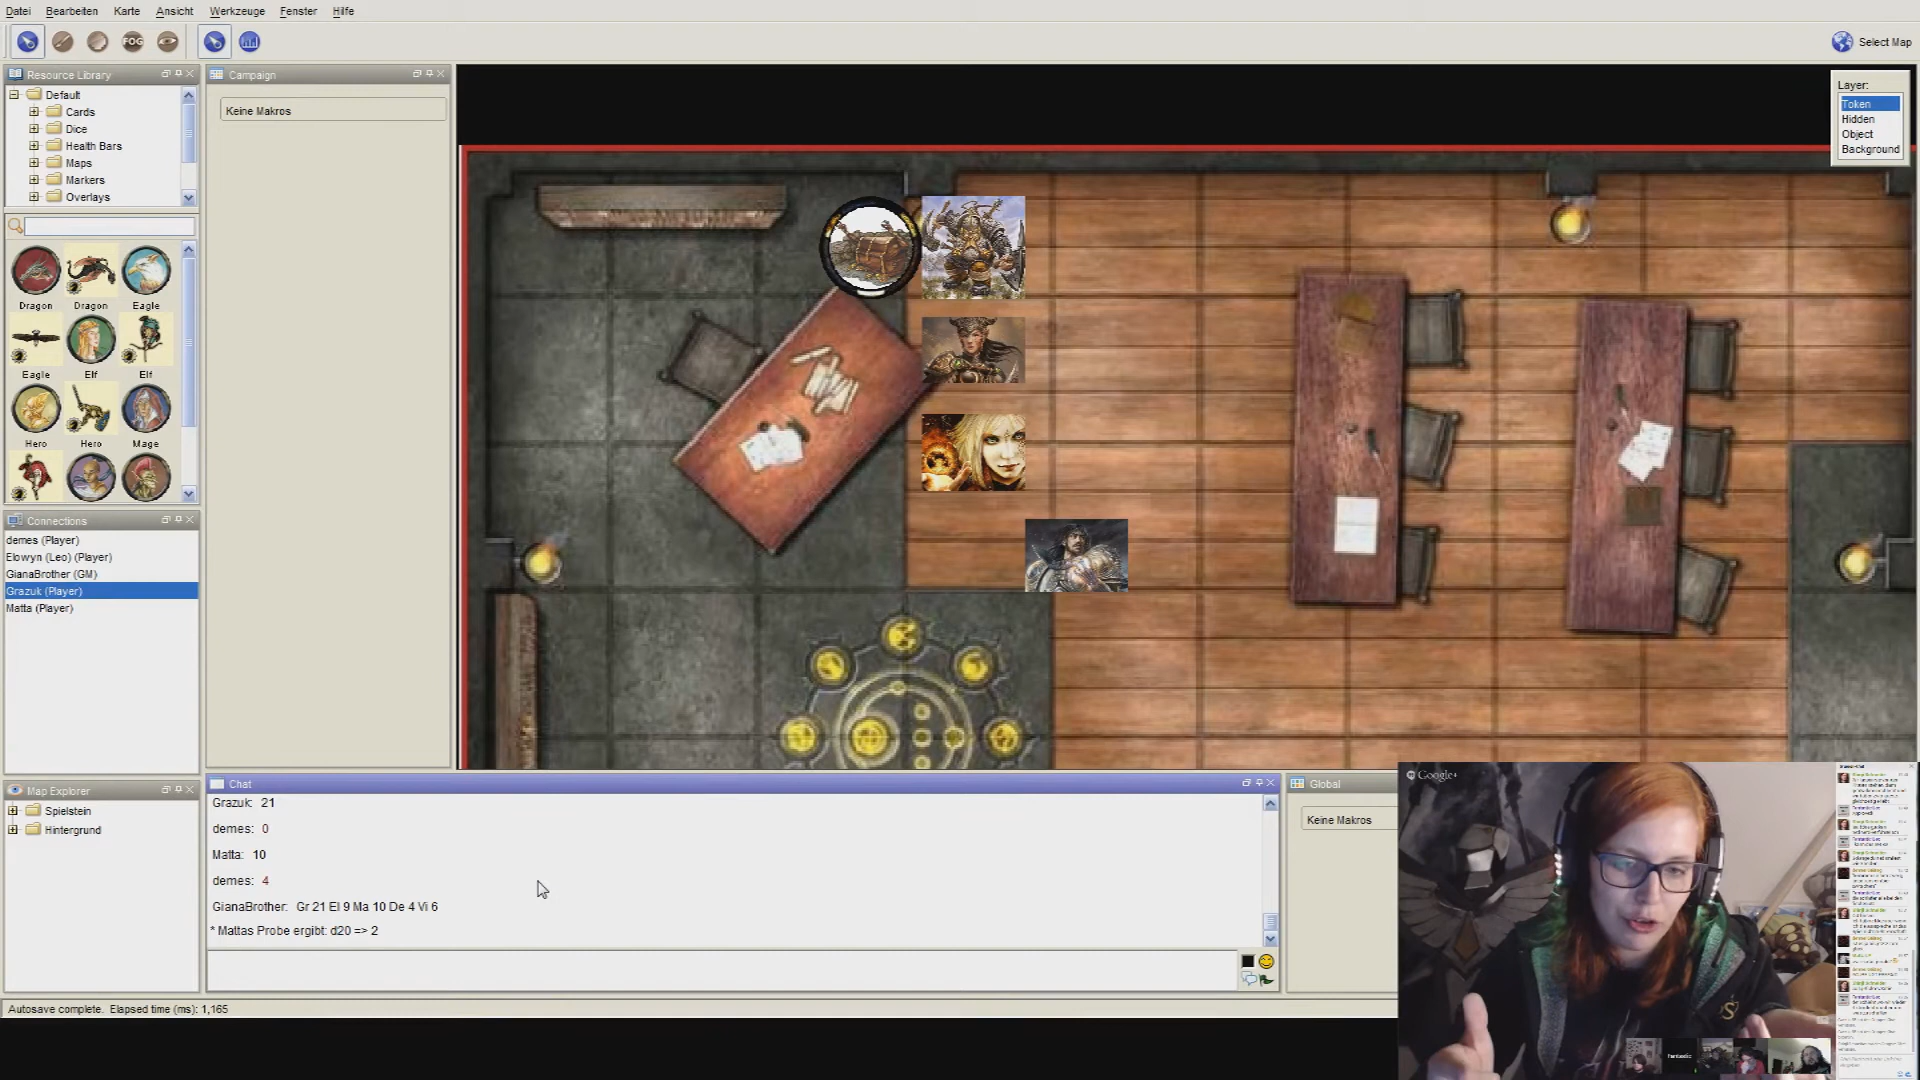 Datei Bearbeiten Karte Ansicht Werkzeuge Fenster Hilfe
FOG
Select Map
Resource Library
Default
Cards
Dice
Health Bars
Maps
Markers
Overlays
Dragon Dragon Eagle
Eagle Elf Elf
Hero Hero Mage
Connections
demes (Player)
Elowyn (Leo) (Player)
GianaBrother (GM)
Grazuk (Player)
Matta (Player)
Map Explorer
Spielstein
Hintergrund
Campaign
Keine Makros
Layer:
Token
Hidden
Object
Background
Chat
Grazuk: 21
demes: 0
Matta: 10
demes: 4
GianaBrother: Gr 21 El 9 Ma 10 De 4 Vi 6
* Mattas Probe ergibt: d20 => 2
Global
Keine Makros
Google+
Fantastic
Autosave complete. Elapsed time (ms): 1,165